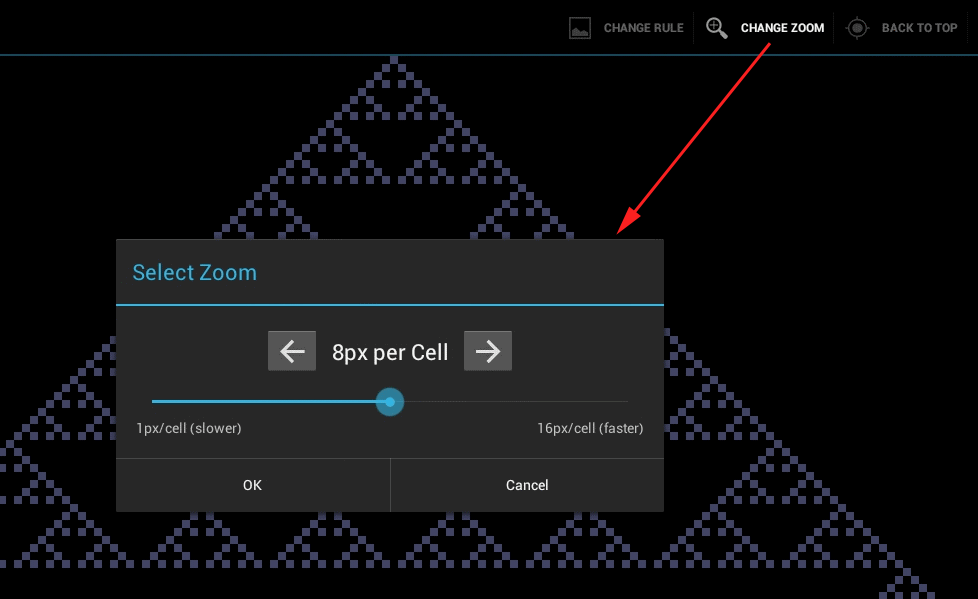 CHANGE RULE
CHANGE ZOOM
BACK TO TOP
Select Zoom
8px per Cell
1px/cell (slower)
16px/cell (faster)
OK
Cancel